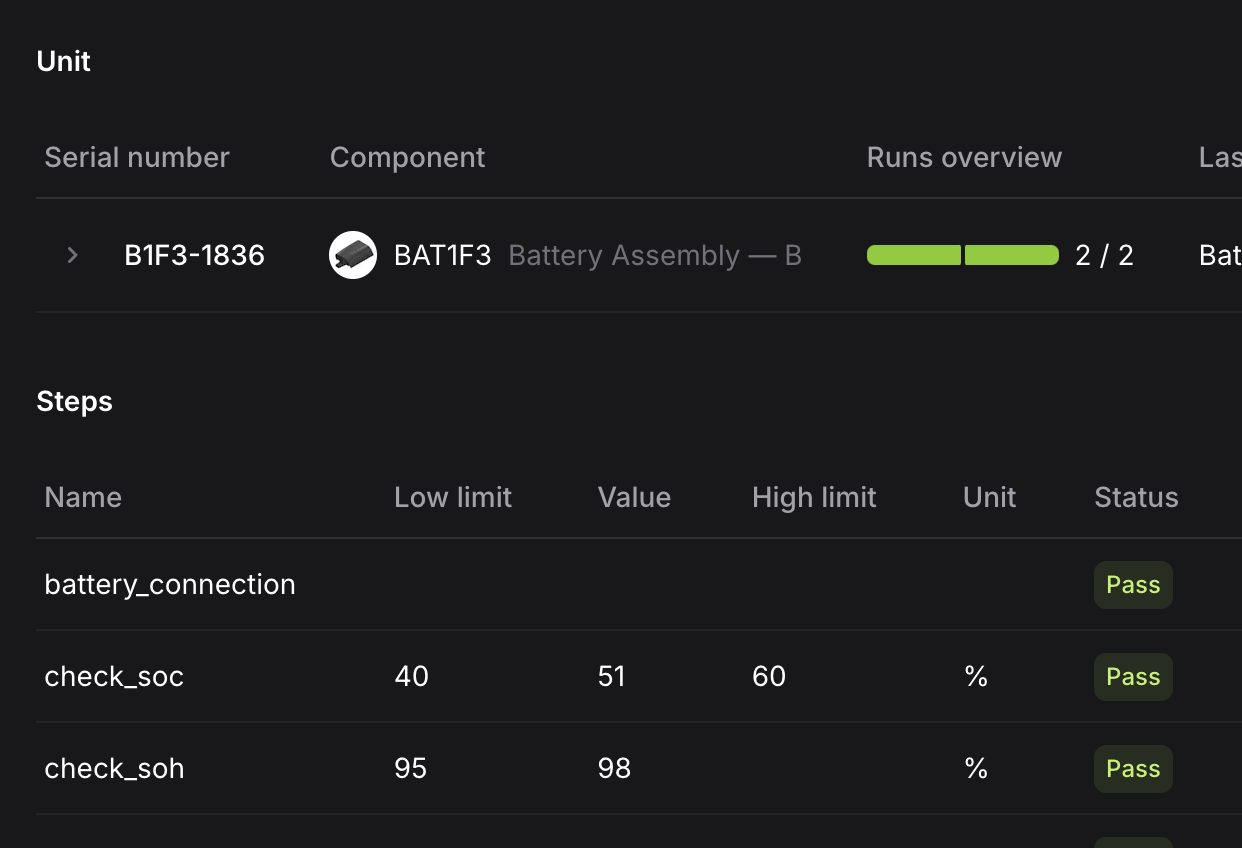 Unit
Serial number Component Runs overview Las
B1F3-1836 BAT1F3 Battery Assembly — B 2 / 2 Bat
Steps
Name Low limit Value High limit Unit Status
battery_connection Pass
check_soc 40 51 60 % Pass
check_soh 95 98 % Pass